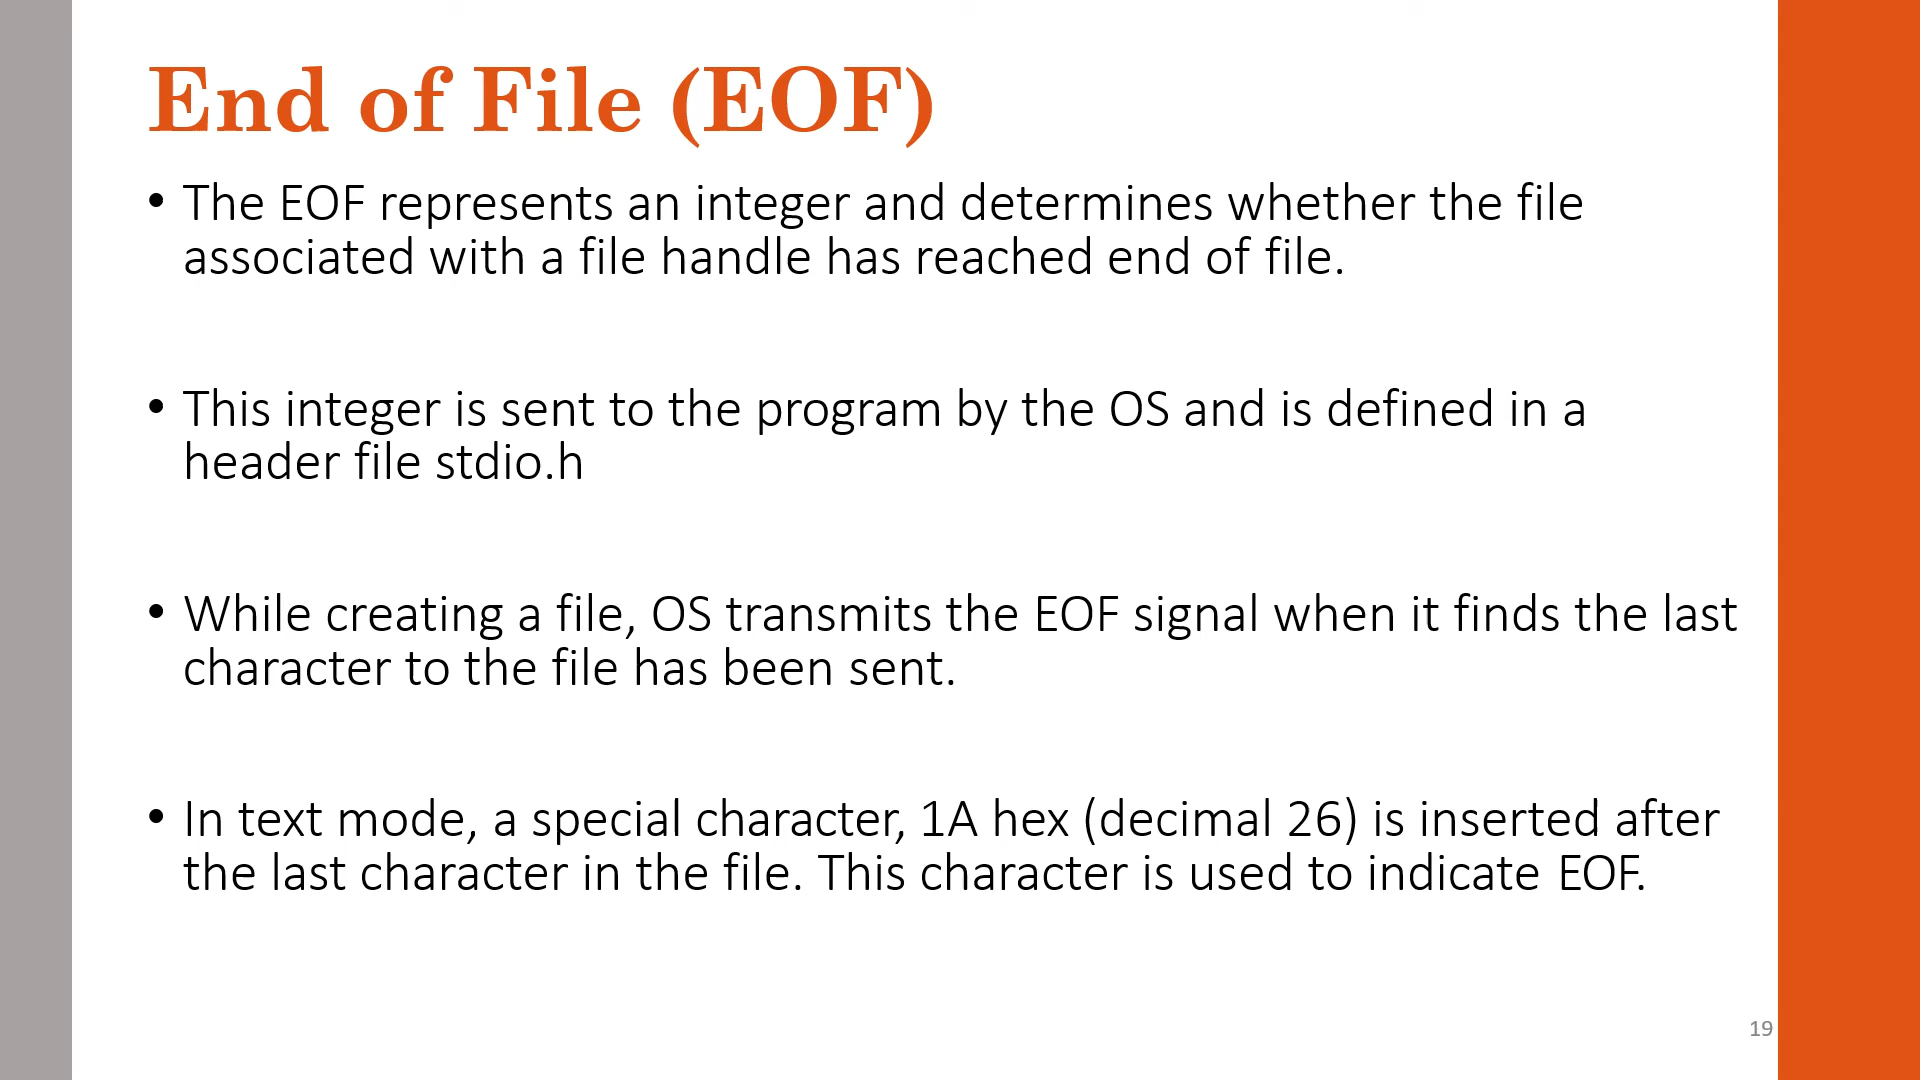 End of File (EOF)
• The EOF represents an integer and determines whether the file
associated with a file handle has reached end of file.
• This integer is sent to the program by the OS and is defined in a
header file stdio.h
• While creating a file, OS transmits the EOF signal when it finds the last
character to the file has been sent.
• In text mode, a special character, 1A hex (decimal 26) is inserted after
the last character in the file. This character is used to indicate EOF.
19